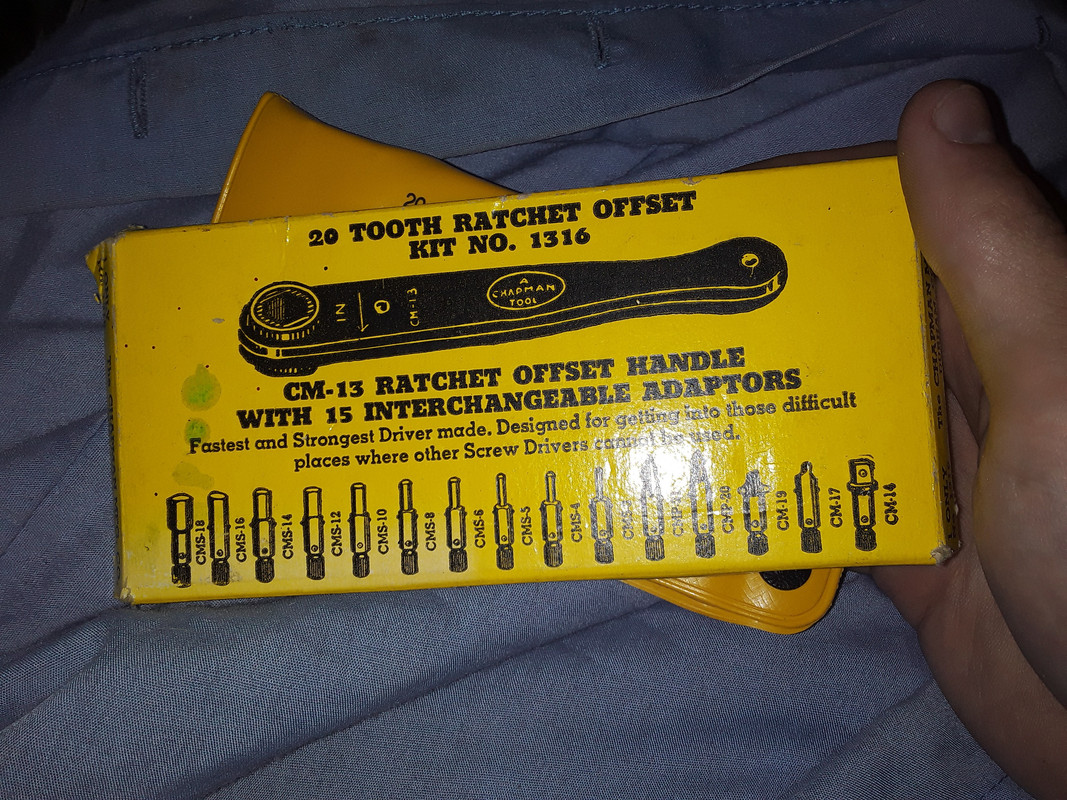 20
20 TOOTH RATCHET OFFSET
KIT NO. 1316
IN
CM-13
A
CHAPMAN
TOOL
CM-13 RATCHET OFFSET HANDLE
WITH 15 INTERCHANGEABLE ADAPTORS
Fastest and Strongest Driver made. Designed for getting into those difficult
places where other Screw Drivers cannot be used.
CMS-18
CMS-16
CMS-14
CMS-12
CMS-10
CMS-8
CMS-6
CMS-5
CMS-4
CM-19
CM-17
CM-14
The CHAPMAN